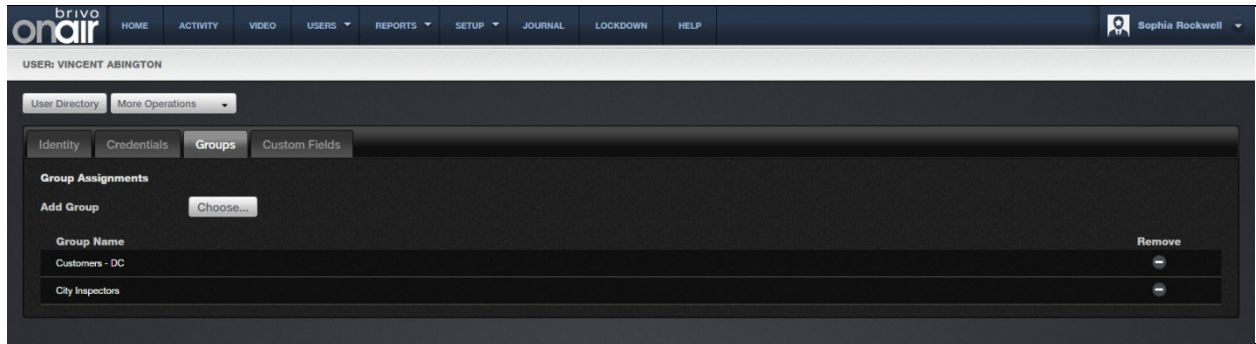 brivo
onair HOME ACTIVITY VIDEO USERS REPORTS SETUP JOURNAL LOCKDOWN HELP Sophia Rockwell
USER: VINCENT ABINGTON
User Directory More Operations
Identity Credentials Groups Custom Fields
Group Assignments
Add Group Choose...
Group Name Remove
Customers - DC
City Inspectors